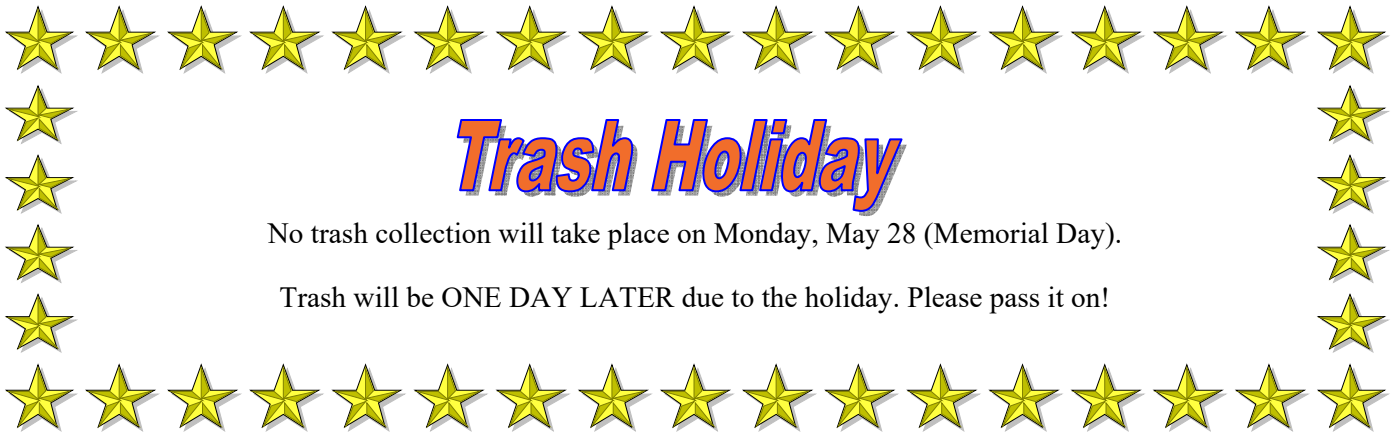 Trash Holiday
No trash collection will take place on Monday, May 28 (Memorial Day).
Trash will be ONE DAY LATER due to the holiday. Please pass it on!